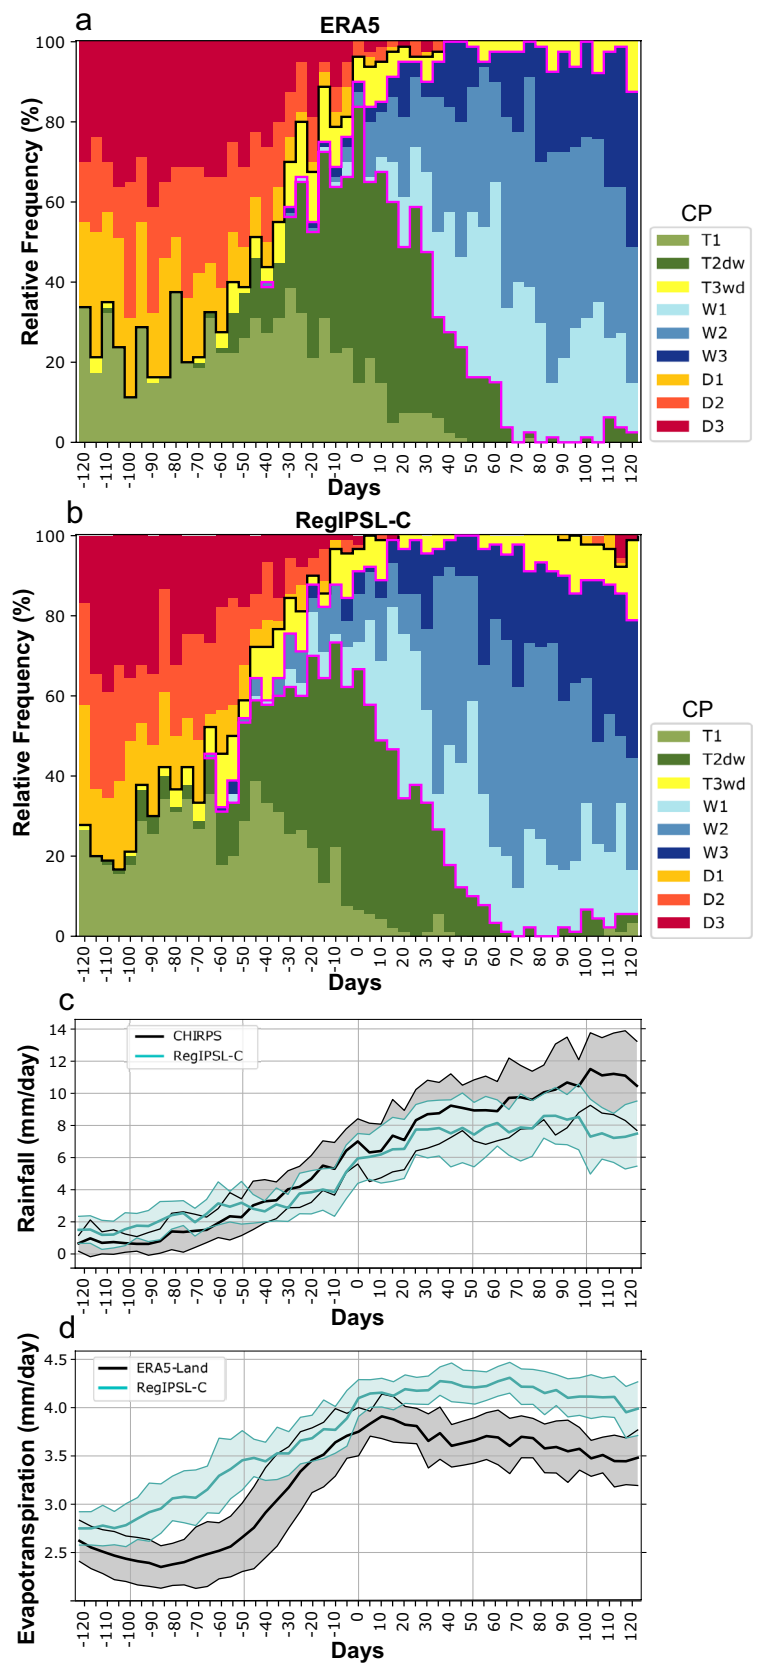 a
ERA5
Relative Frequency (%)
100
80
60
40
20
0
-120 -110 -100 -90 -80 -70 -60 -50 -40 -30 -20 -10 0 10 20 30 40 50 60 70 80 90 100 110 120
Days
CP
T1
T2dw
T3wd
W1
W2
W3
D1
D2
D3
b
RegIPSL-C
Relative Frequency (%)
100
80
60
40
20
0
-120 -110 -100 -90 -80 -70 -60 -50 -40 -30 -20 -10 0 10 20 30 40 50 60 70 80 90 100 110 120
Days
CP
T1
T2dw
T3wd
W1
W2
W3
D1
D2
D3
c
Rainfall (mm/day)
14
12
10
8
6
4
2
0
CHIRPS
RegIPSL-C
-120 -110 -100 -90 -80 -70 -60 -50 -40 -30 -20 -10 0 10 20 30 40 50 60 70 80 90 100 110 120
Days
d
Evapotranspiration (mm/day)
4.5
4.0
3.5
3.0
2.5
ERA5-Land
RegIPSL-C
-120 -110 -100 -90 -80 -70 -60 -50 -40 -30 -20 -10 0 10 20 30 40 50 60 70 80 90 100 110 120
Days